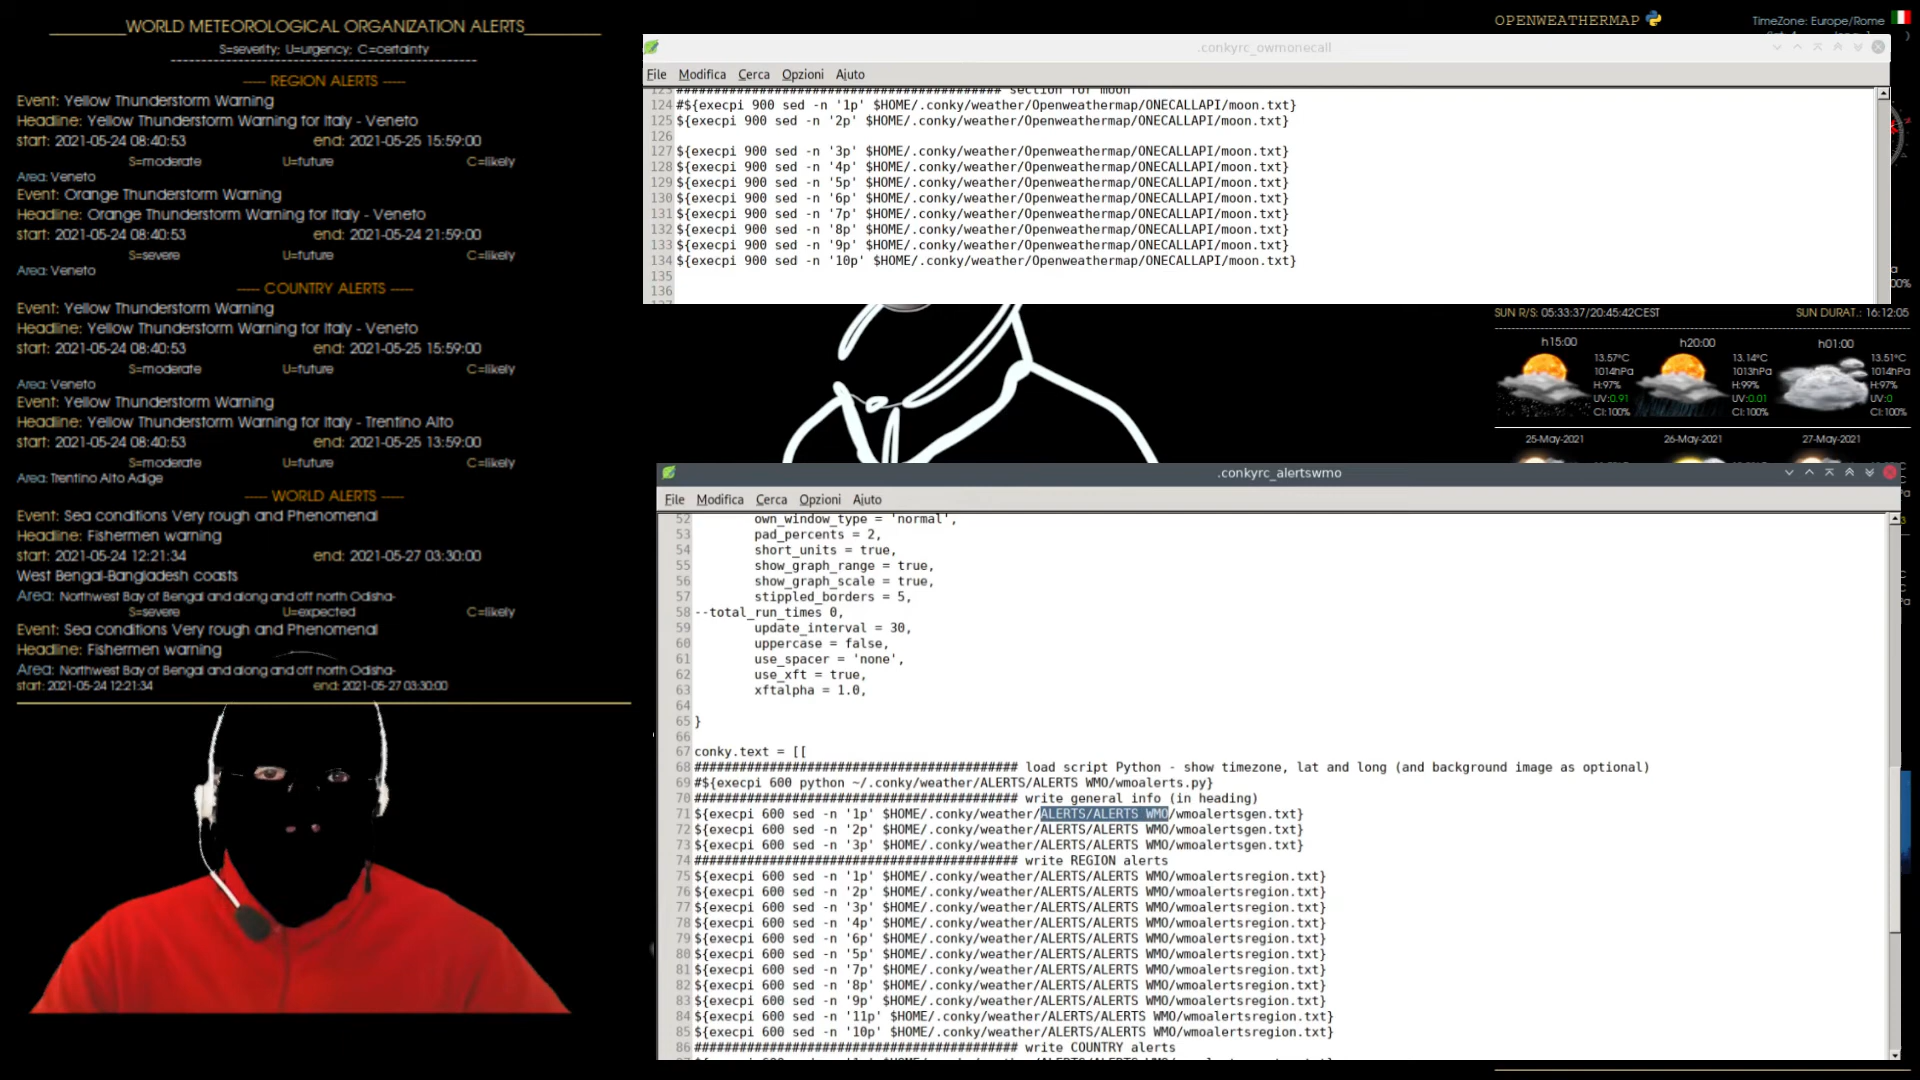 ________WORLD METEOROLOGICAL ORGANIZATION ALERTS________
S=severity; U=urgency; C=certainty
----- REGION ALERTS -----
Event: Yellow Thunderstorm Warning
Headline: Yellow Thunderstorm Warning for Italy - Veneto
start: 2021-05-24 08:40:53 end: 2021-05-25 15:59:00
S=moderate U=future C=likely
Area: Veneto
Event: Orange Thunderstorm Warning
Headline: Orange Thunderstorm Warning for Italy - Veneto
start: 2021-05-24 08:40:53 end: 2021-05-24 21:59:00
S=severe U=future C=likely
Area: Veneto
----- COUNTRY ALERTS -----
Event: Yellow Thunderstorm Warning
Headline: Yellow Thunderstorm Warning for Italy - Veneto
start: 2021-05-24 08:40:53 end: 2021-05-25 15:59:00
S=moderate U=future C=likely
Area: Veneto
Event: Yellow Thunderstorm Warning
Headline: Yellow Thunderstorm Warning for Italy - Trentino Alto
start: 2021-05-24 08:40:53 end: 2021-05-25 13:59:00
S=moderate U=future C=likely
Area: Trentino Alto Adige
----- WORLD ALERTS -----
Event: Sea conditions Very rough and Phenomenal
Headline: Fishermen warning
start: 2021-05-24 12:21:34 end: 2021-05-27 03:30:00
West Bengal-Bangladesh coasts
Area: Northwest Bay of Bengal and along and off north Odisha-
S=severe U=expected C=likely
Event: Sea conditions Very rough and Phenomenal
Headline: Fishermen warning
Area: Northwest Bay of Bengal and along and off north Odisha-
start: 2021-05-24 12:21:34 end: 2021-05-27 03:30:00
OPENWEATHERMAP TimeZone: Europe/Rome
.conkyrc_owmonecall
File Modifica Cerca Opzioni Aiuto
123 ########################################### section for moon
124 #${execpi 900 sed -n '1p' $HOME/.conky/weather/Openweathermap/ONECALLAPI/moon.txt}
125 ${execpi 900 sed -n '2p' $HOME/.conky/weather/Openweathermap/ONECALLAPI/moon.txt}
126
127 ${execpi 900 sed -n '3p' $HOME/.conky/weather/Openweathermap/ONECALLAPI/moon.txt}
128 ${execpi 900 sed -n '4p' $HOME/.conky/weather/Openweathermap/ONECALLAPI/moon.txt}
129 ${execpi 900 sed -n '5p' $HOME/.conky/weather/Openweathermap/ONECALLAPI/moon.txt}
130 ${execpi 900 sed -n '6p' $HOME/.conky/weather/Openweathermap/ONECALLAPI/moon.txt}
131 ${execpi 900 sed -n '7p' $HOME/.conky/weather/Openweathermap/ONECALLAPI/moon.txt}
132 ${execpi 900 sed -n '8p' $HOME/.conky/weather/Openweathermap/ONECALLAPI/moon.txt}
133 ${execpi 900 sed -n '9p' $HOME/.conky/weather/Openweathermap/ONECALLAPI/moon.txt}
134 ${execpi 900 sed -n '10p' $HOME/.conky/weather/Openweathermap/ONECALLAPI/moon.txt}
135
136
SUN R/S: 05:33:37/20:45:42CEST SUN DURAT.: 16:12:05
h15:00 h20:00 h01:00
13.57°C 13.14°C 13.51°C
1014hPa 1013hPa 1014hPa
H:97% H:99% H:97%
UV:0.91 UV:0.01 UV:0
Cl:100% Cl:100% Cl:100%
25-May-2021 26-May-2021 27-May-2021
.conkyrc_alertswmo
File Modifica Cerca Opzioni Aiuto
52 own_window_type = 'normal',
53 pad_percents = 2,
54 short_units = true,
55 show_graph_range = true,
56 show_graph_scale = true,
57 stippled_borders = 5,
58 --total_run_times 0,
59 update_interval = 30,
60 uppercase = false,
61 use_spacer = 'none',
62 use_xft = true,
63 xftalpha = 1.0,
64
65 }
66
67 conky.text = [[
68 ########################################### load script Python - show timezone, lat and long (and background image as optional)
69 #${execpi 600 python ~/.conky/weather/ALERTS/ALERTS WMO/wmoalerts.py}
70 ########################################### write general info (in heading)
71 ${execpi 600 sed -n '1p' $HOME/.conky/weather/ALERTS/ALERTS WMO/wmoalertsgen.txt}
72 ${execpi 600 sed -n '2p' $HOME/.conky/weather/ALERTS/ALERTS WMO/wmoalertsgen.txt}
73 ${execpi 600 sed -n '3p' $HOME/.conky/weather/ALERTS/ALERTS WMO/wmoalertsgen.txt}
74 ########################################### write REGION alerts
75 ${execpi 600 sed -n '1p' $HOME/.conky/weather/ALERTS/ALERTS WMO/wmoalertsregion.txt}
76 ${execpi 600 sed -n '2p' $HOME/.conky/weather/ALERTS/ALERTS WMO/wmoalertsregion.txt}
77 ${execpi 600 sed -n '3p' $HOME/.conky/weather/ALERTS/ALERTS WMO/wmoalertsregion.txt}
78 ${execpi 600 sed -n '4p' $HOME/.conky/weather/ALERTS/ALERTS WMO/wmoalertsregion.txt}
79 ${execpi 600 sed -n '6p' $HOME/.conky/weather/ALERTS/ALERTS WMO/wmoalertsregion.txt}
80 ${execpi 600 sed -n '5p' $HOME/.conky/weather/ALERTS/ALERTS WMO/wmoalertsregion.txt}
81 ${execpi 600 sed -n '7p' $HOME/.conky/weather/ALERTS/ALERTS WMO/wmoalertsregion.txt}
82 ${execpi 600 sed -n '8p' $HOME/.conky/weather/ALERTS/ALERTS WMO/wmoalertsregion.txt}
83 ${execpi 600 sed -n '9p' $HOME/.conky/weather/ALERTS/ALERTS WMO/wmoalertsregion.txt}
84 ${execpi 600 sed -n '11p' $HOME/.conky/weather/ALERTS/ALERTS WMO/wmoalertsregion.txt}
85 ${execpi 600 sed -n '10p' $HOME/.conky/weather/ALERTS/ALERTS WMO/wmoalertsregion.txt}
86 ########################################### write COUNTRY alerts